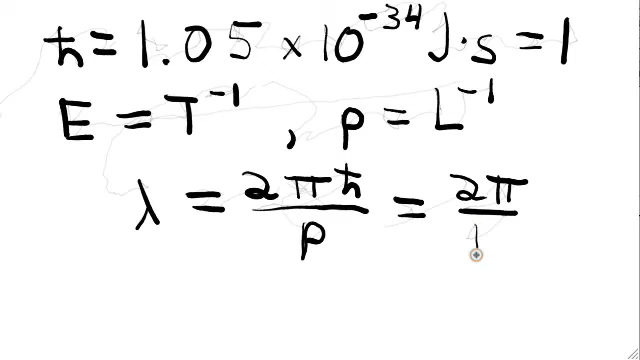 ħ = 1.05 × 10⁻³⁴ J·s = 1
E = T⁻¹ , p = L⁻¹
λ = 2πħ/p = 2π/